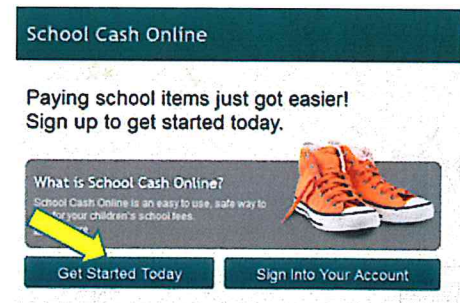 School Cash Online
Paying school items just got easier!
Sign up to get started today.
What is School Cash Online?
School Cash Online is an easy to use, safe way to
for your children's school fees.
Get Started Today
Sign Into Your Account